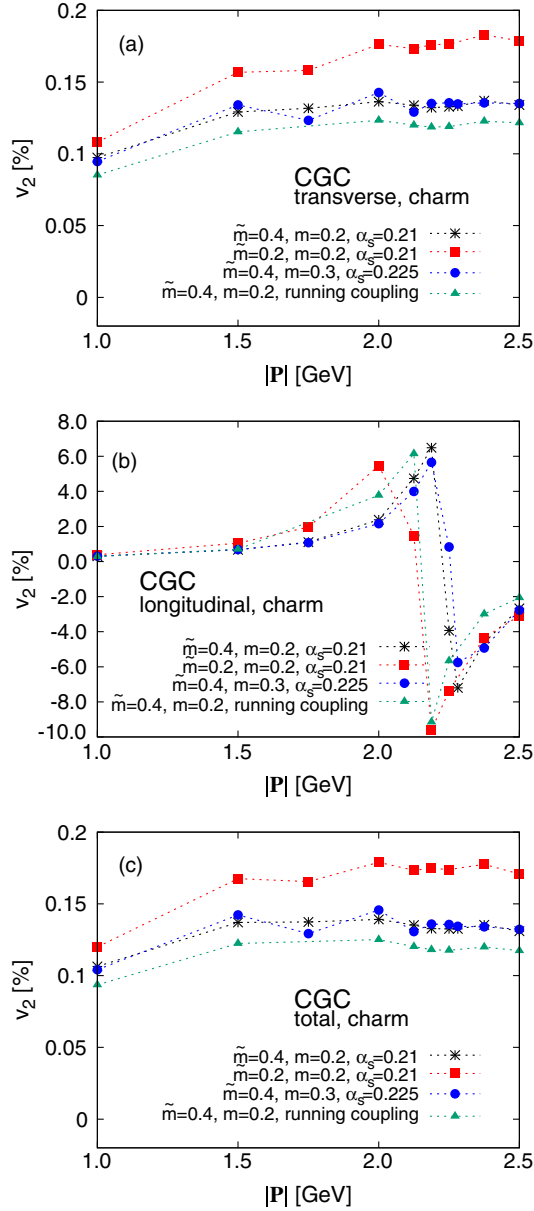 0.2
(a)
0.15
0.1
v₂ [%]
CGC
transverse, charm
0.05
m̃=0.4, m=0.2, αₛ=0.21
m̃=0.2, m=0.2, αₛ=0.21
m̃=0.4, m=0.3, αₛ=0.225
m̃=0.4, m=0.2, running coupling
0
1.0 1.5 2.0 2.5
|P| [GeV]
8.0
(b)
6.0
4.0
2.0
0.0
v₂ [%]
CGC
longitudinal, charm
-2.0
-4.0
m̃=0.4, m=0.2, αₛ=0.21
m̃=0.2, m=0.2, αₛ=0.21
-6.0
m̃=0.4, m=0.3, αₛ=0.225
-8.0
m̃=0.4, m=0.2, running coupling
-10.0
1.0 1.5 2.0 2.5
|P| [GeV]
0.2
(c)
0.15
0.1
v₂ [%]
CGC
total, charm
0.05
m̃=0.4, m=0.2, αₛ=0.21
m̃=0.2, m=0.2, αₛ=0.21
m̃=0.4, m=0.3, αₛ=0.225
m̃=0.4, m=0.2, running coupling
0
1.0 1.5 2.0 2.5
|P| [GeV]